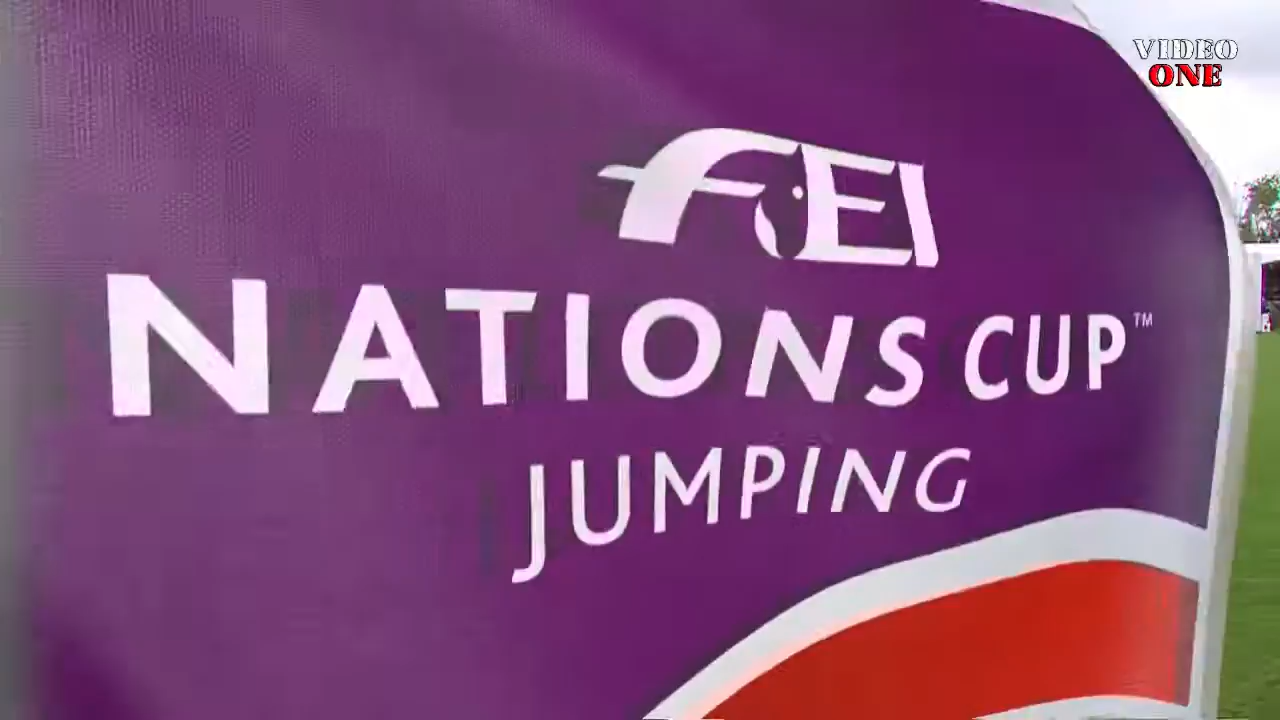 VIDEO
ONE
FEI
NATIONS CUP™
JUMPING